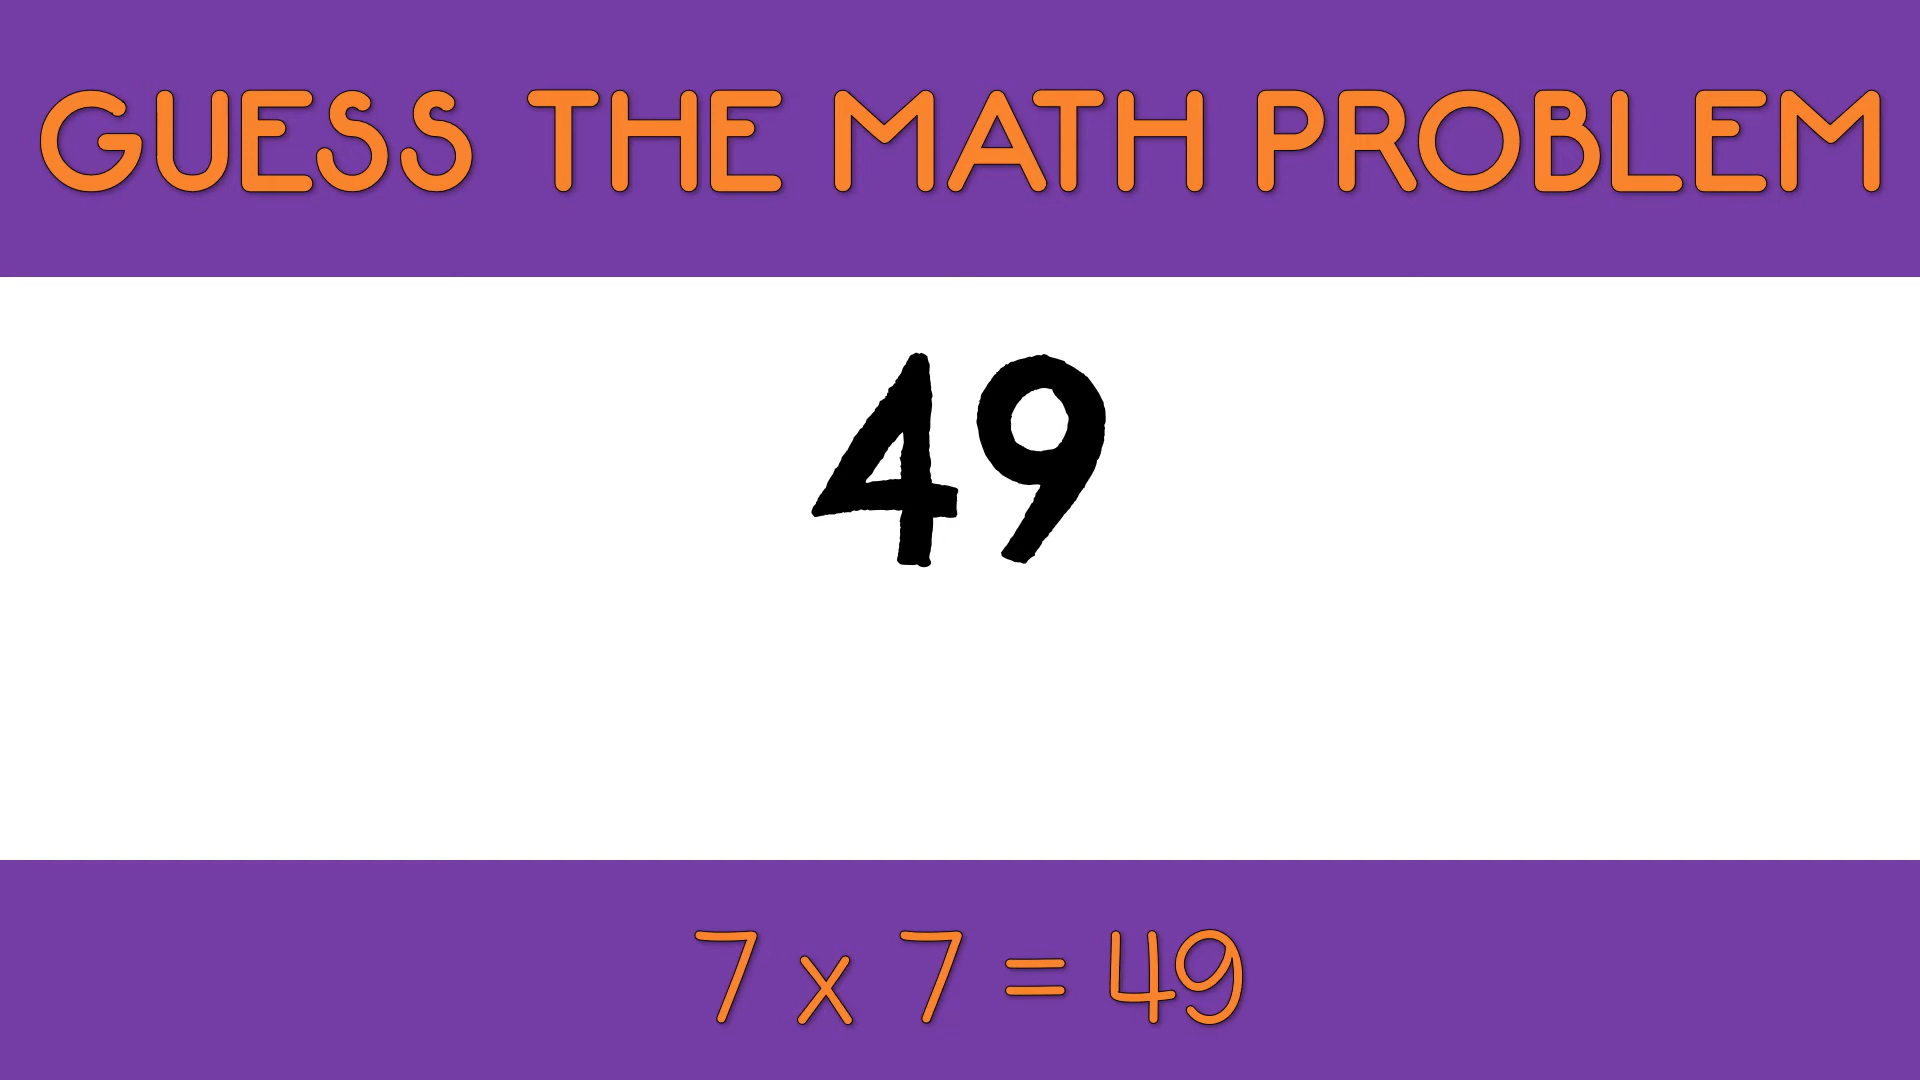 GUESS THE MATH PROBLEM
49
7 x 7 = 49